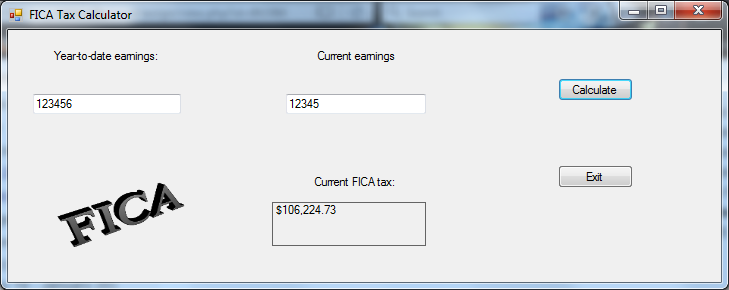 FICA Tax Calculator
Year-to-date earnings:
Current earnings
123456
12345
Calculate
Current FICA tax:
Exit
FICA
$106,224.73